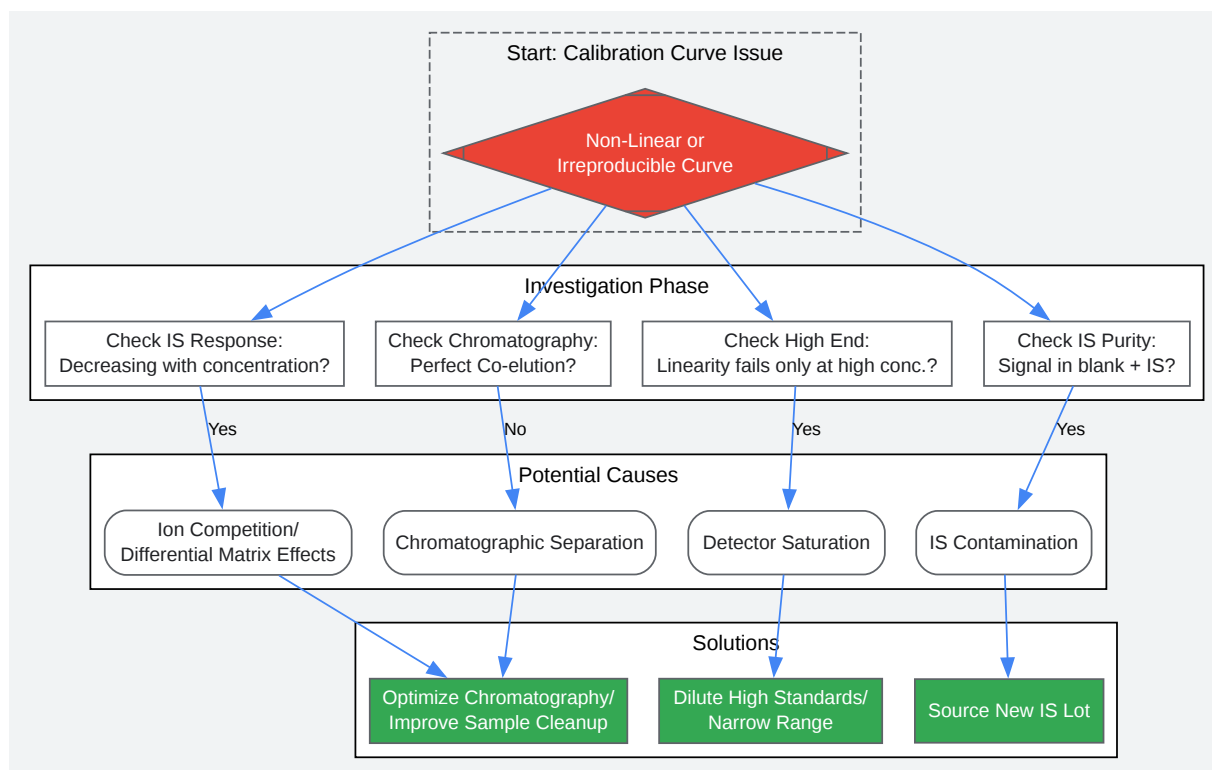 Start: Calibration Curve Issue
Non-Linear or
Irreproducible Curve
Investigation Phase
Check IS Response:
Decreasing with concentration?
Check Chromatography:
Perfect Co-elution?
Check High End:
Linearity fails only at high conc.?
Check IS Purity:
Signal in blank + IS?
Yes
No
Yes
Yes
Potential Causes
Ion Competition/
Differential Matrix Effects
Chromatographic Separation
Detector Saturation
IS Contamination
Solutions
Optimize Chromatography/
Improve Sample Cleanup
Dilute High Standards/
Narrow Range
Source New IS Lot